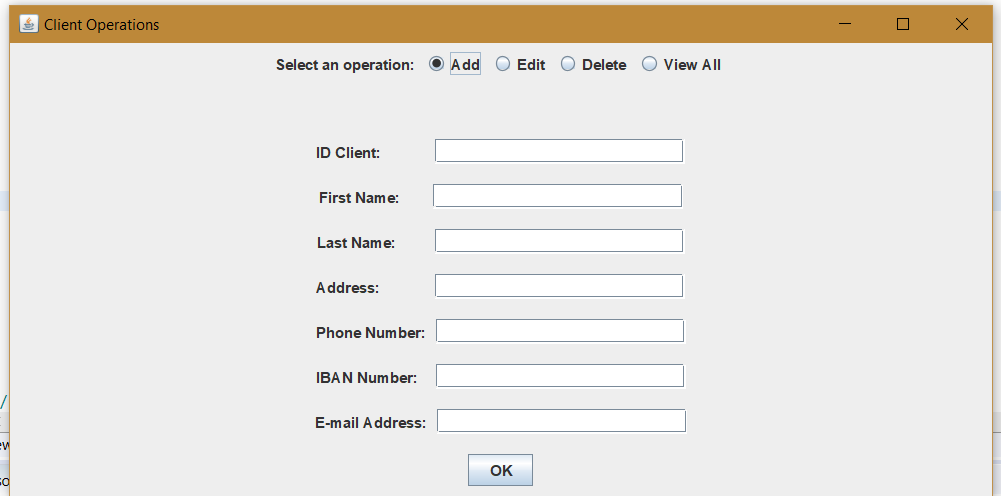 Client Operations
Select an operation: Add Edit Delete View All
ID Client:
First Name:
Last Name:
Address:
Phone Number:
IBAN Number:
E-mail Address:
OK